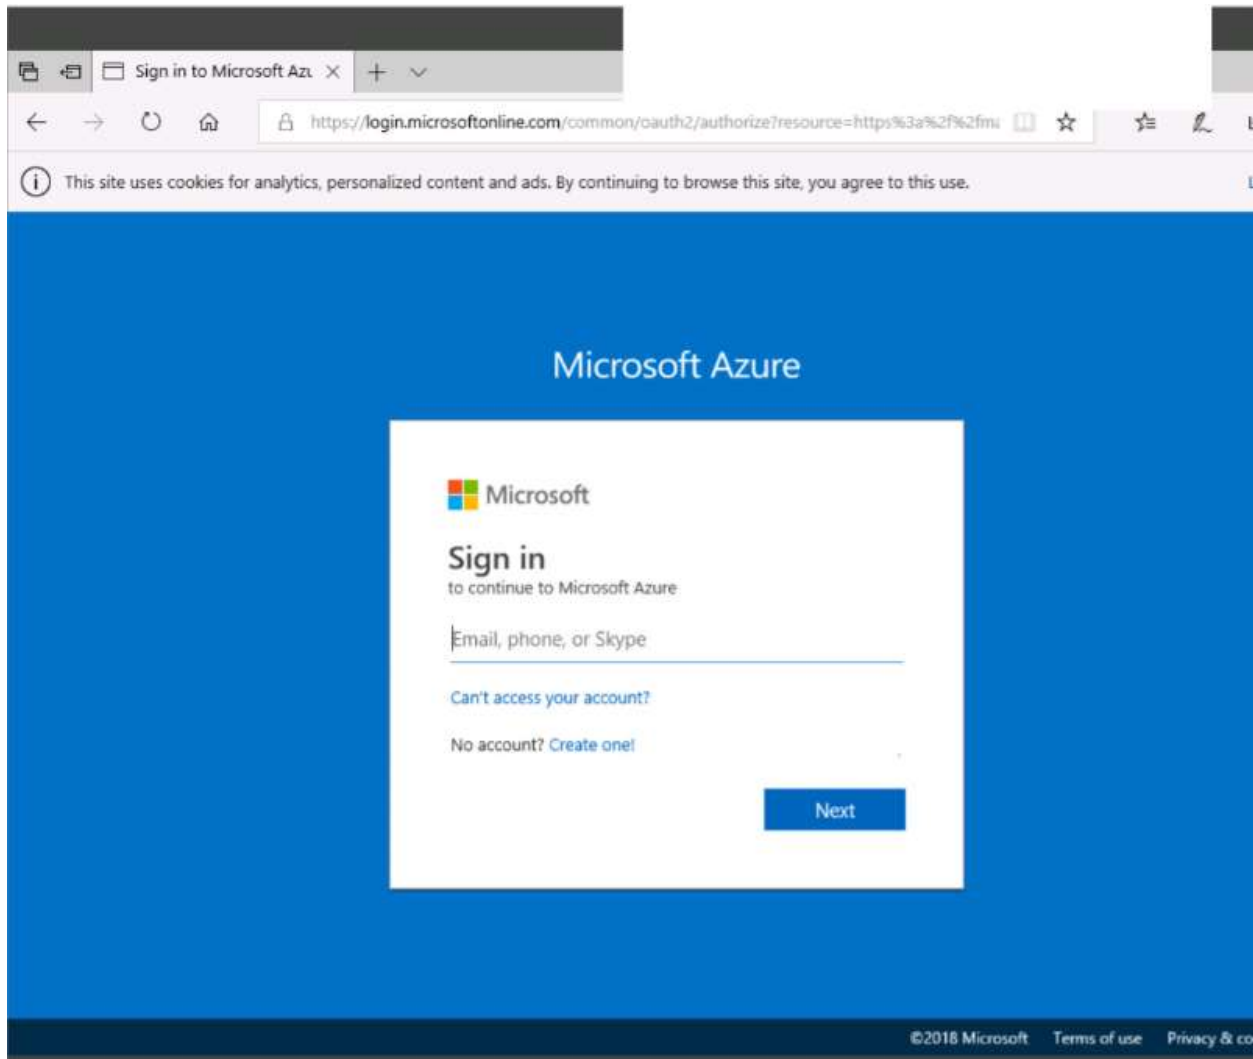 Sign in to Microsoft Azu
https://login.microsoftonline.com/common/oauth2/authorize?resource=https%3a%2f%2fma
This site uses cookies for analytics, personalized content and ads. By continuing to browse this site, you agree to this use.
Microsoft Azure
Microsoft
Sign in
to continue to Microsoft Azure
Email, phone, or Skype
Can't access your account?
No account? Create one!
Next
©2018 Microsoft Terms of use Privacy & co